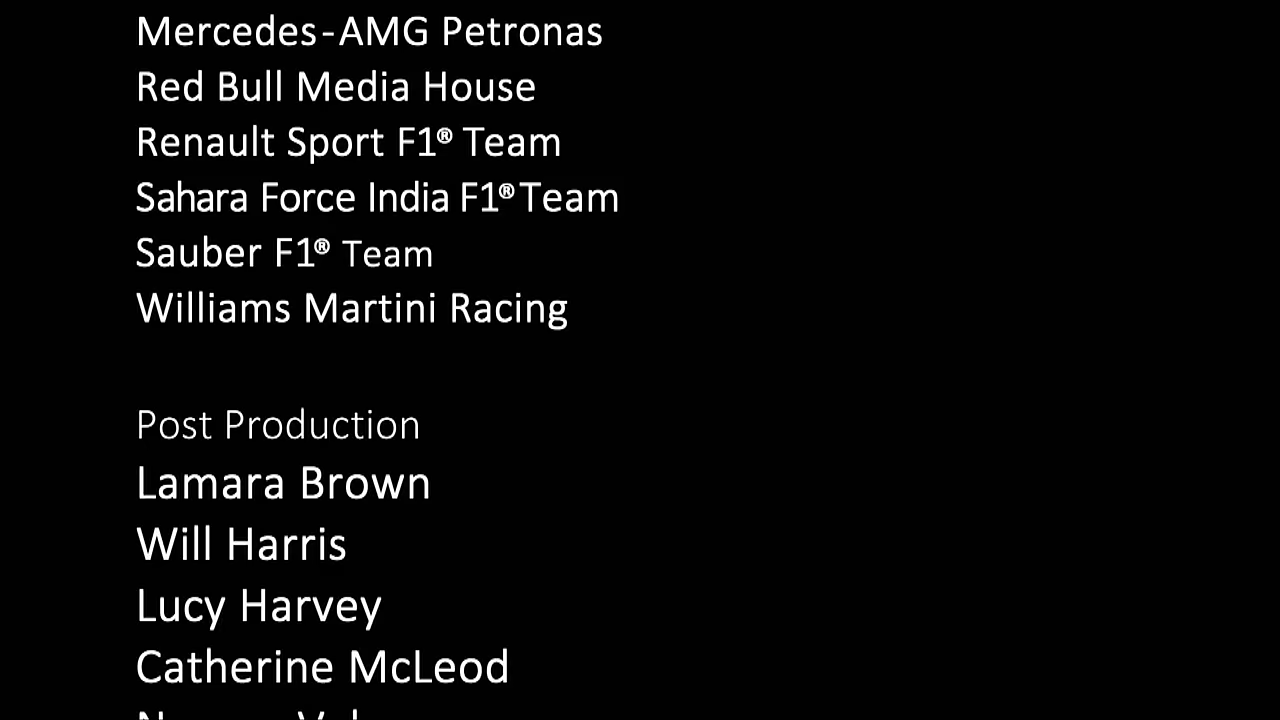 Mercedes-AMG Petronas
Red Bull Media House
Renault Sport F1® Team
Sahara Force India F1® Team
Sauber F1® Team
Williams Martini Racing
Post Production
Lamara Brown
Will Harris
Lucy Harvey
Catherine McLeod